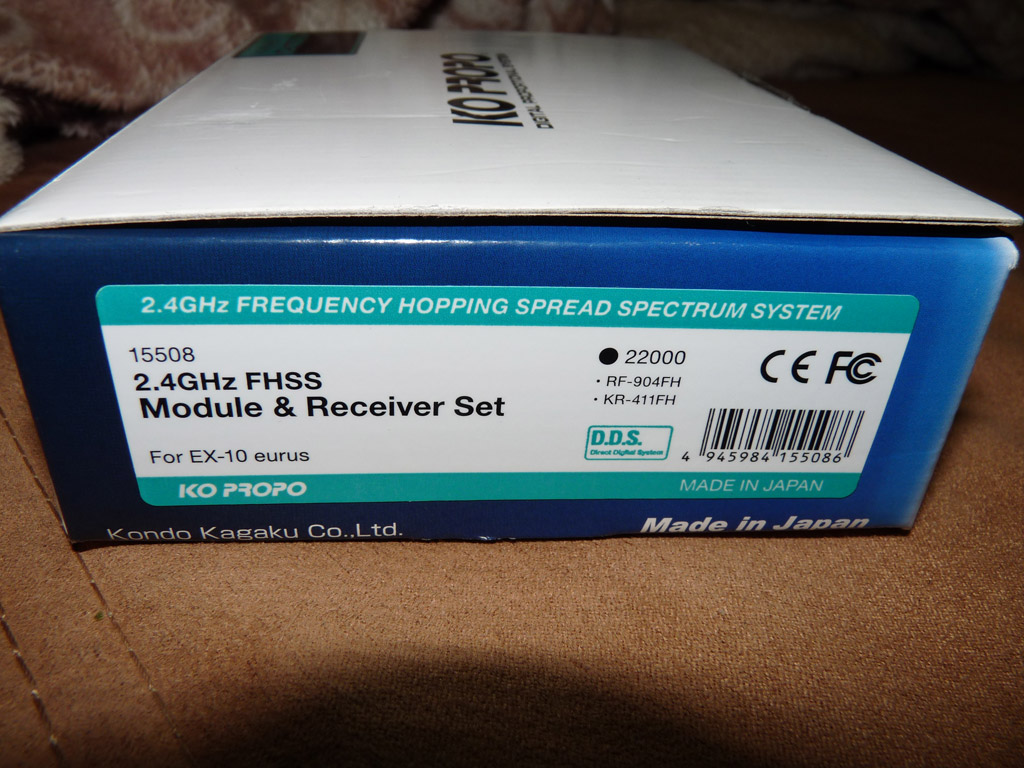 KO PROPO
DIGITAL PROPORTIONAL
2.4GHz FREQUENCY HOPPING SPREAD SPECTRUM SYSTEM
15508
2.4GHz FHSS
Module & Receiver Set
For EX-10 eurus
● 22000
・RF-904FH
・KR-411FH
CE FC
D.D.S.
Direct Digital System
4 945984 155086
KO PROPO
MADE IN JAPAN
Kondo Kagaku Co.,Ltd.
Made in Japan